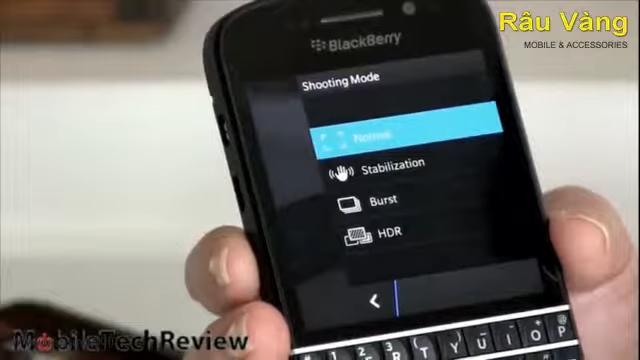 Râu Vàng
MOBILE & ACCESSORIES
BlackBerry
Shooting Mode
Normal
Stabilization
Burst
HDR
MobileTechReview